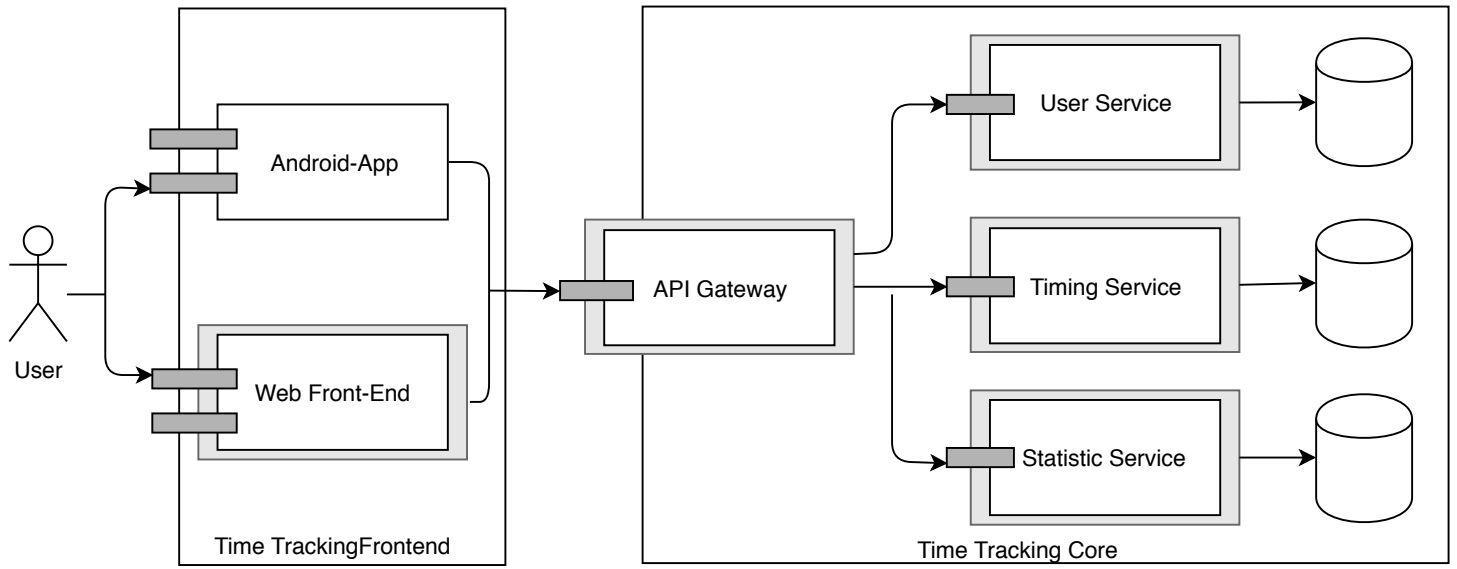 User
Android-App
Web Front-End
Time TrackingFrontend
API Gateway
User Service
Timing Service
Statistic Service
Time Tracking Core